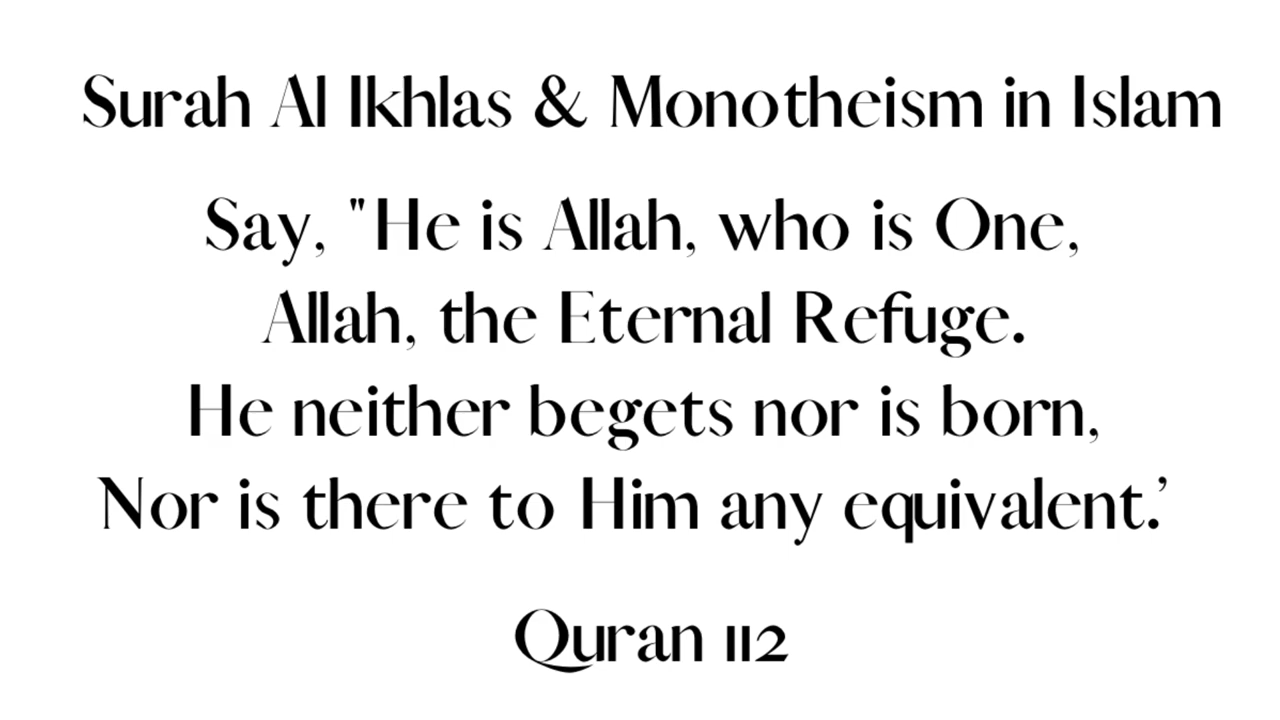 Surah Al Ikhlas & Monotheism in Islam
Say, "He is Allah, who is One,
Allah, the Eternal Refuge.
He neither begets nor is born,
Nor is there to Him any equivalent.'
Quran 112